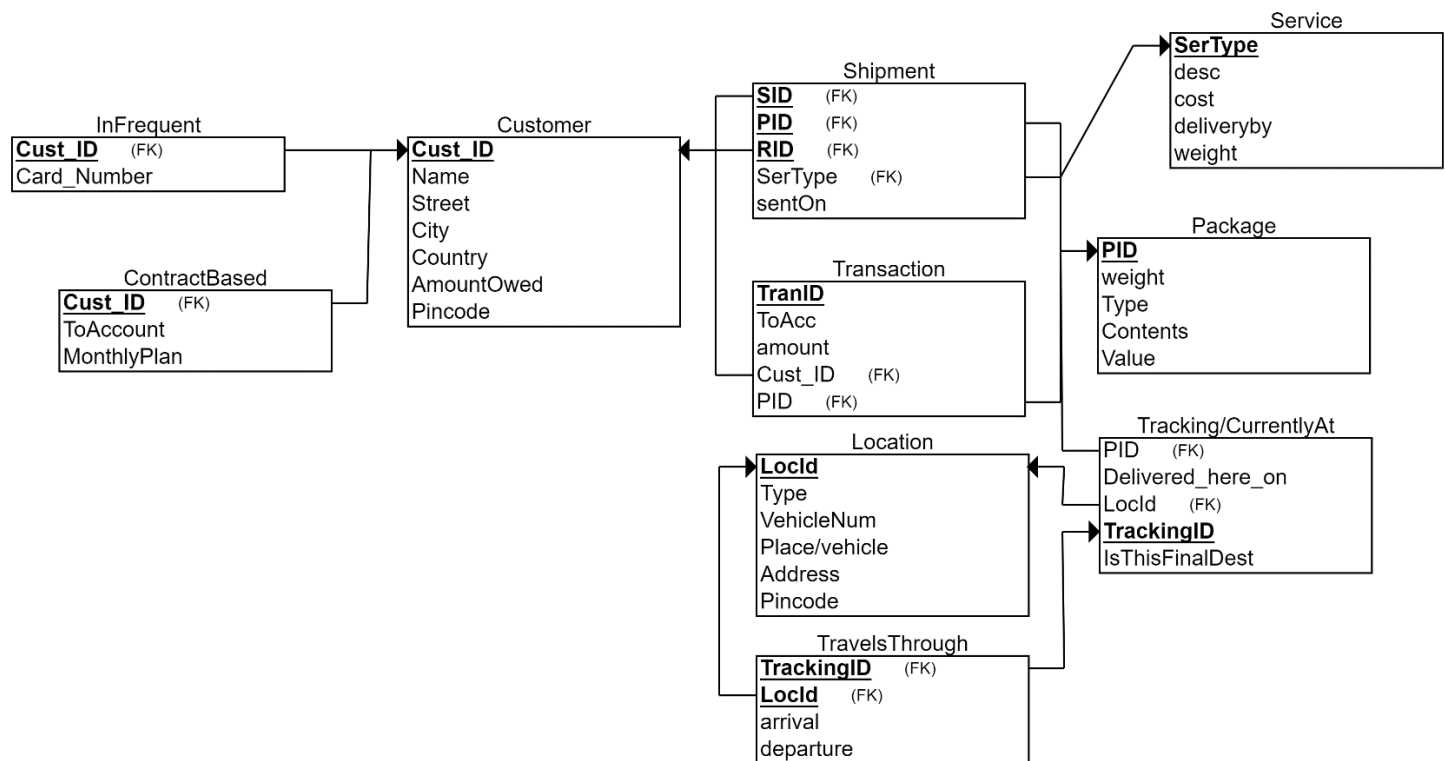 InFrequent
Cust_ID (FK)
Card_Number
ContractBased
Cust_ID (FK)
ToAccount
MonthlyPlan
Customer
Cust_ID
Name
Street
City
Country
AmountOwed
Pincode
Shipment
SID (FK)
PID (FK)
RID (FK)
SerType (FK)
sentOn
Transaction
TranID
ToAcc
amount
Cust_ID (FK)
PID (FK)
Location
LocId
Type
VehicleNum
Place/vehicle
Address
Pincode
TravelsThrough
TrackingID (FK)
LocId (FK)
arrival
departure
Service
SerType
desc
cost
deliveryby
weight
Package
PID
weight
Type
Contents
Value
Tracking/CurrentlyAt
PID (FK)
Delivered_here_on
LocId (FK)
TrackingID
IsThisFinalDest